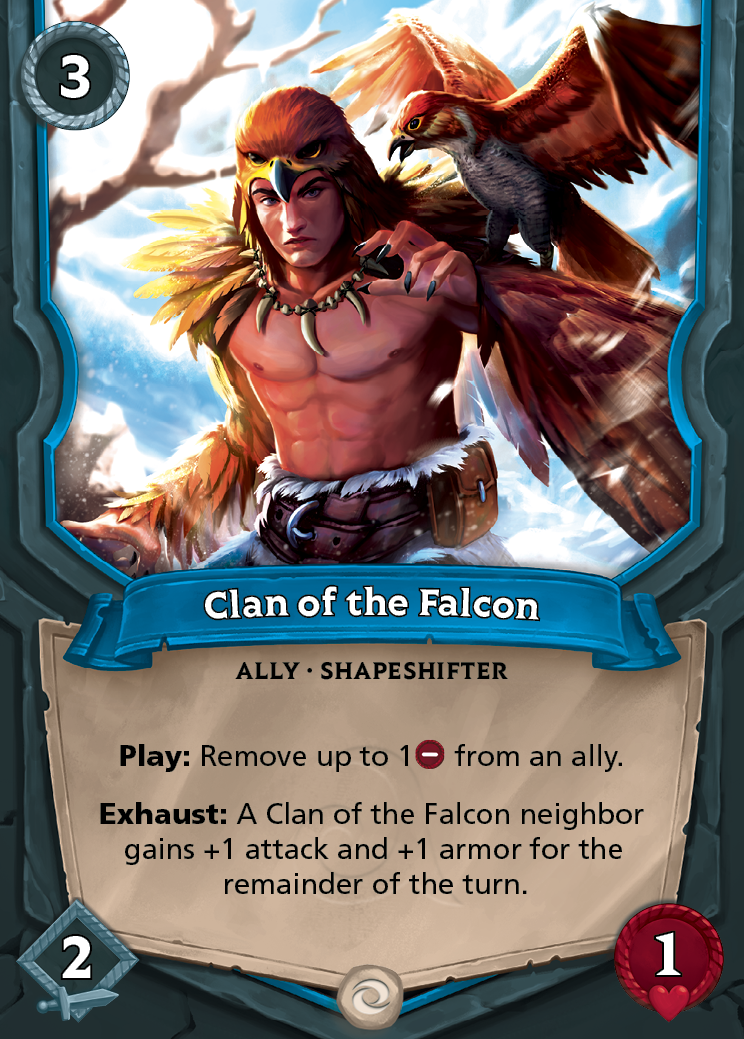 3
Clan of the Falcon
ALLY · SHAPESHIFTER
Play: Remove up to 1 from an ally.
Exhaust: A Clan of the Falcon neighbor
gains +1 attack and +1 armor for the
remainder of the turn.
2
1